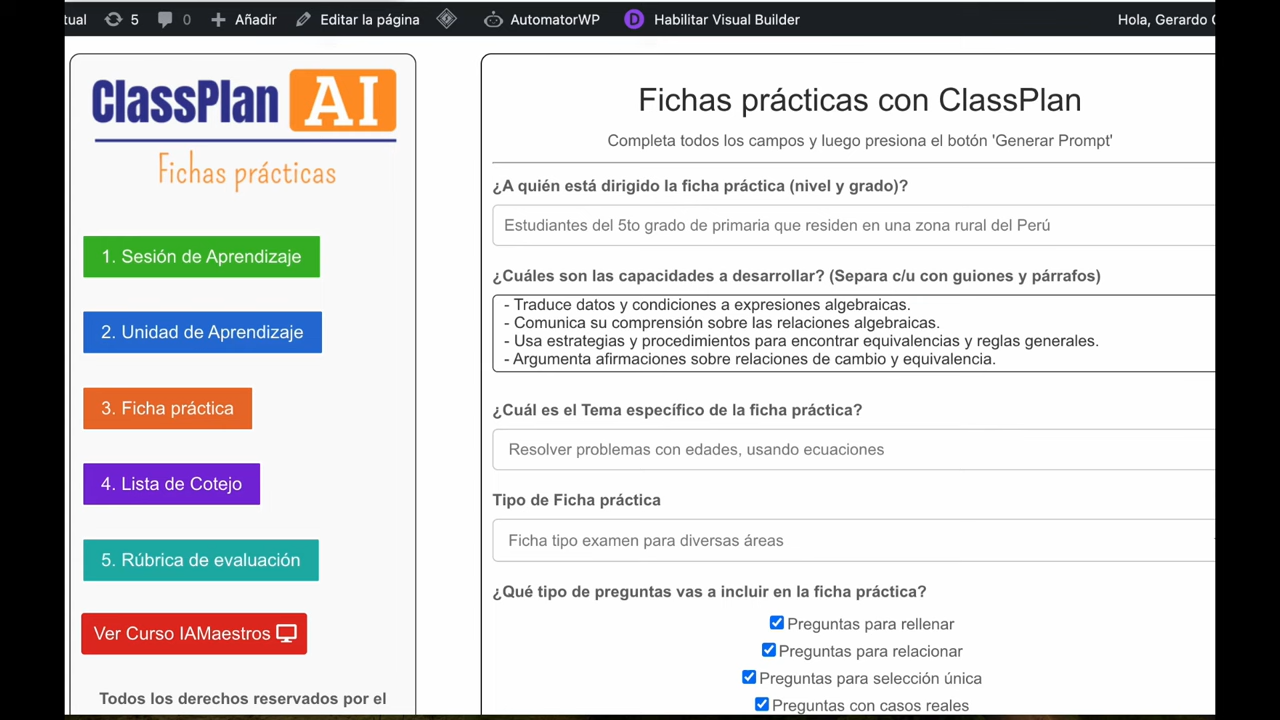 tual 5 0 Añadir Editar la página AutomatorWP D Habilitar Visual Builder Hola, Gerardo
ClassPlan AI
Fichas prácticas
1. Sesión de Aprendizaje
2. Unidad de Aprendizaje
3. Ficha práctica
4. Lista de Cotejo
5. Rúbrica de evaluación
Ver Curso IAMaestros
Todos los derechos reservados por el
Fichas prácticas con ClassPlan
Completa todos los campos y luego presiona el botón 'Generar Prompt'
¿A quién está dirigido la ficha práctica (nivel y grado)?
Estudiantes del 5to grado de primaria que residen en una zona rural del Perú
¿Cuáles son las capacidades a desarrollar? (Separa c/u con guiones y párrafos)
- Traduce datos y condiciones a expresiones algebraicas.
- Comunica su comprensión sobre las relaciones algebraicas.
- Usa estrategias y procedimientos para encontrar equivalencias y reglas generales.
- Argumenta afirmaciones sobre relaciones de cambio y equivalencia.
¿Cuál es el Tema específico de la ficha práctica?
Resolver problemas con edades, usando ecuaciones
Tipo de Ficha práctica
Ficha tipo examen para diversas áreas
¿Qué tipo de preguntas vas a incluir en la ficha práctica?
Preguntas para rellenar
Preguntas para relacionar
Preguntas para selección única
Preguntas con casos reales